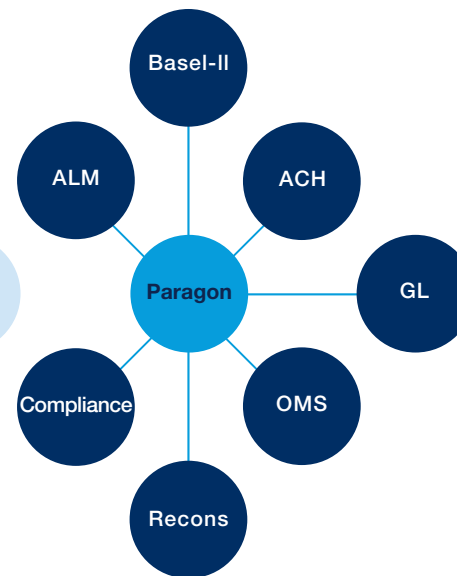 Basel-II
ALM
ACH
Paragon
GL
Compliance
OMS
Recons